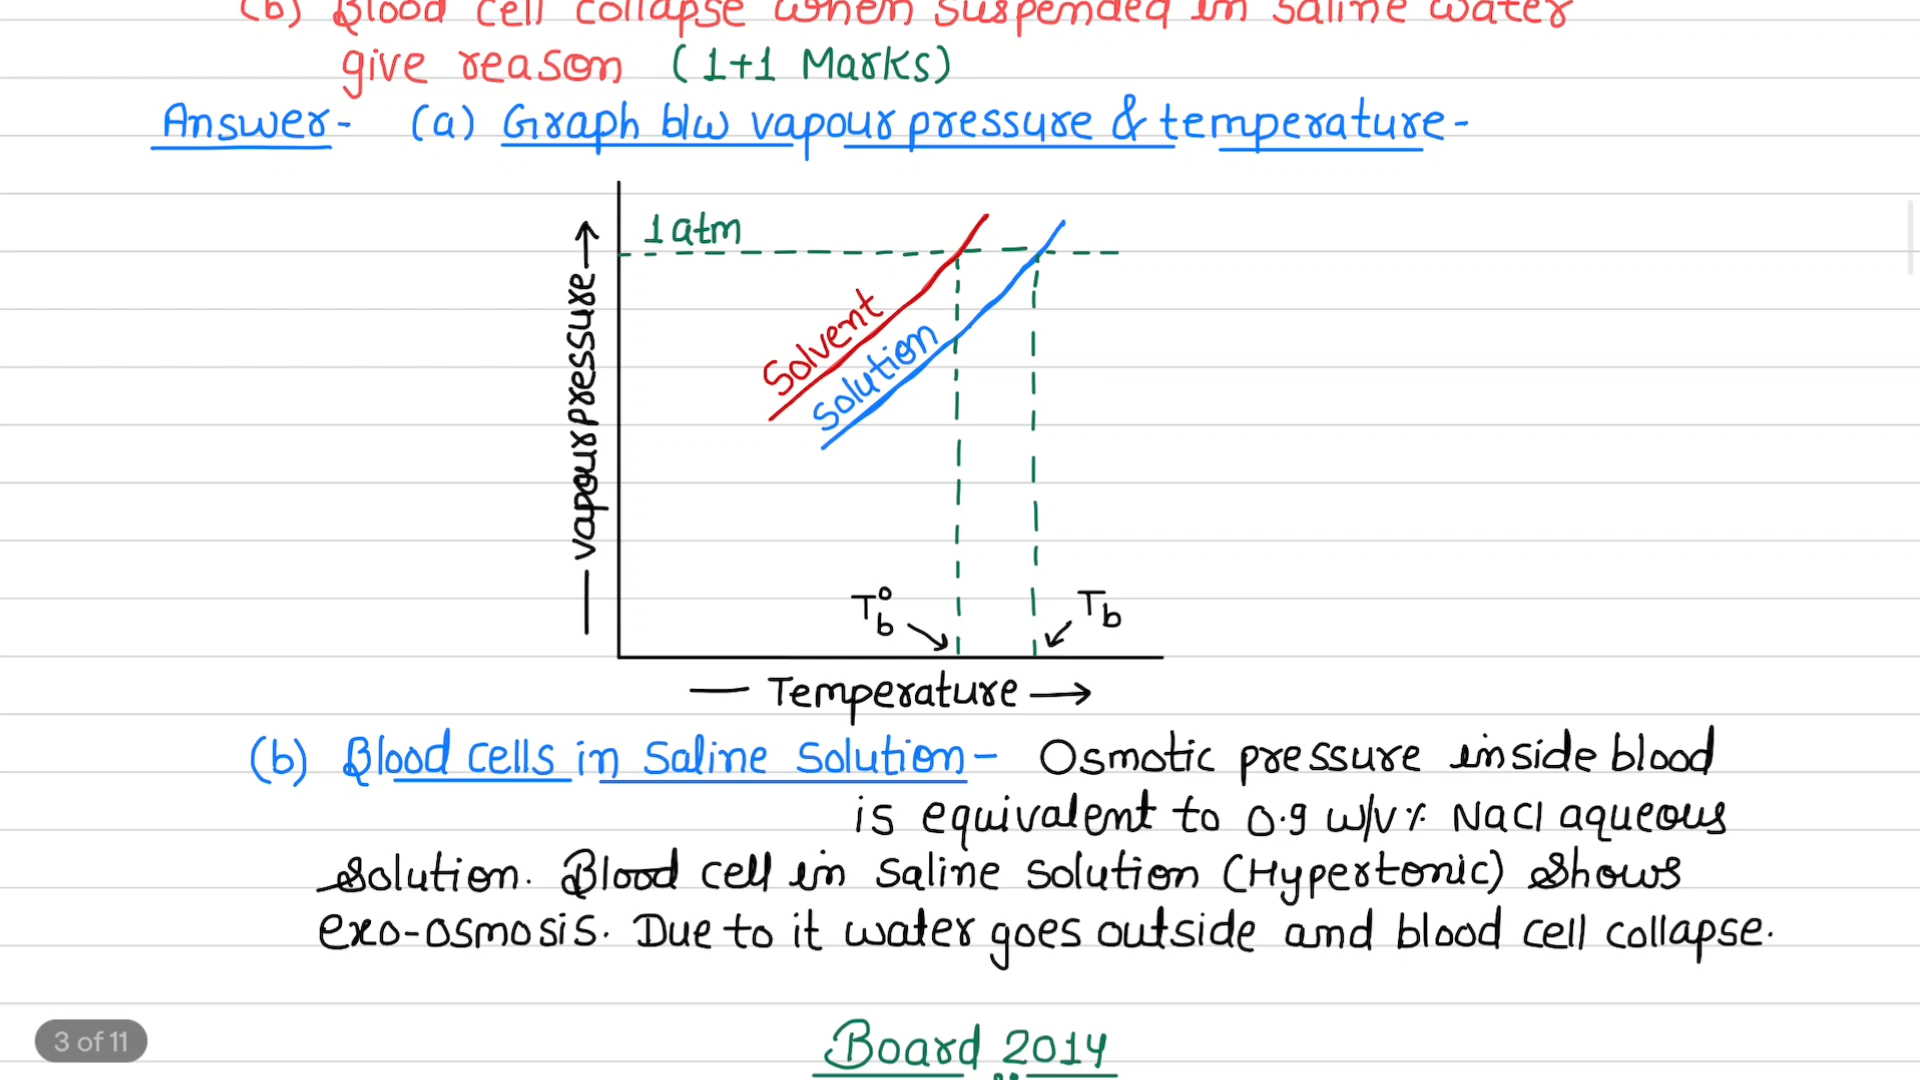 (b) Blood cell collapse when suspended in saline water
give reason (1+1 Marks)
Answer- (a) Graph b/w vapour pressure & temperature-
1 atm
Solvent
Solution
vapour pressure
T°b
Tb
Temperature
(b) Blood cells in Saline Solution- Osmotic pressure inside blood
is equivalent to 0.9 w/v% NaCl aqueous
Solution. Blood cell in Saline Solution (Hypertonic) Shows
exo-osmosis. Due to it water goes outside and blood cell collapse.
3 of 11
Board 2014